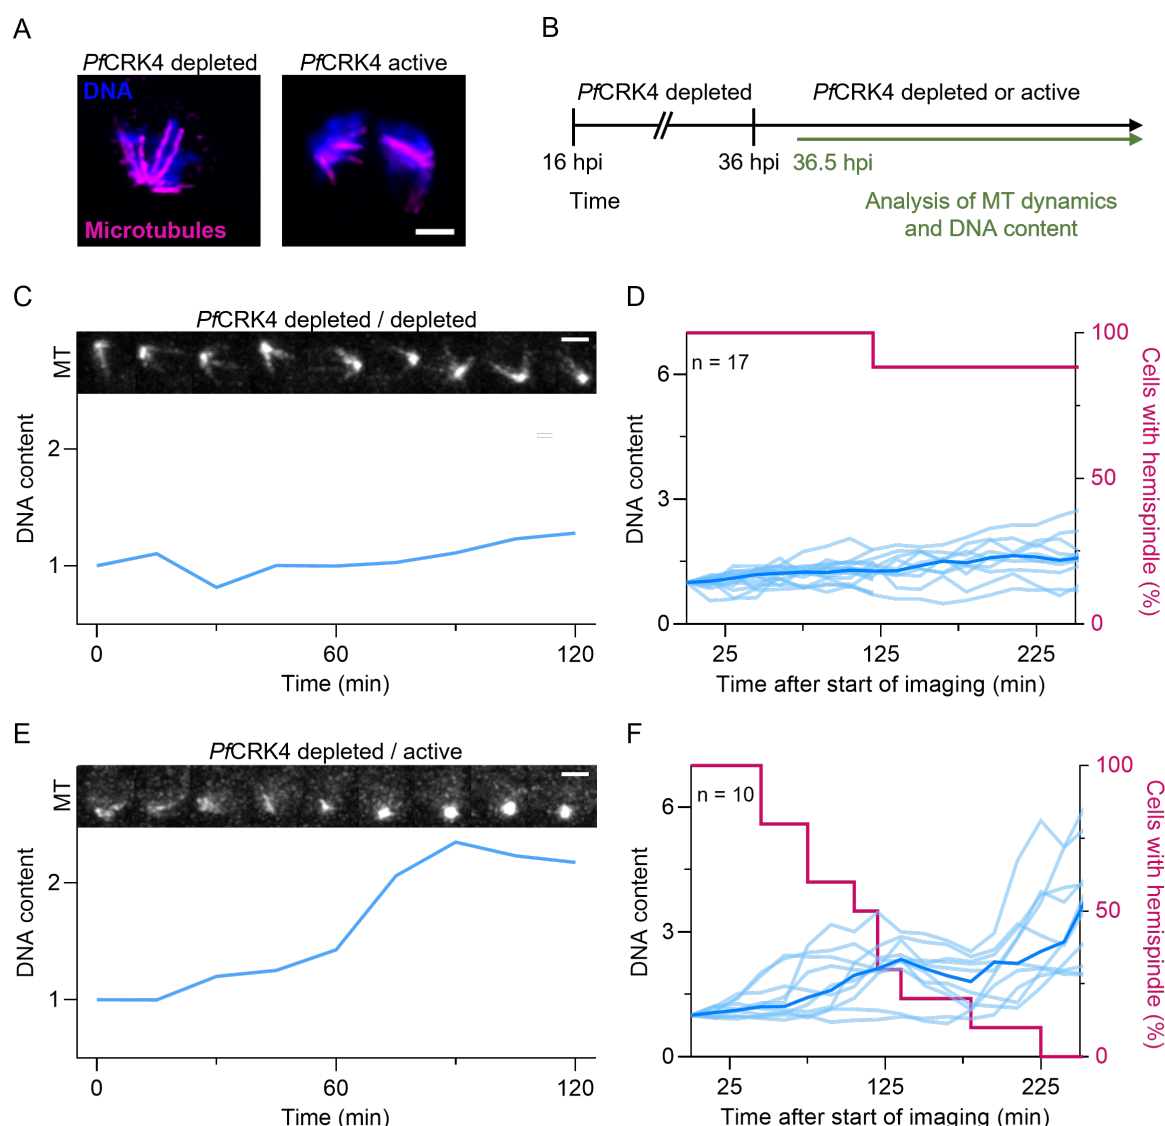 A
PfCRK4 depleted
PfCRK4 active
DNA
Microtubules
B
PfCRK4 depleted
PfCRK4 depleted or active
16 hpi
36 hpi
36.5 hpi
Time
Analysis of MT dynamics
and DNA content
C
PfCRK4 depleted / depleted
MT
DNA content
2
1
0
60
120
Time (min)
D
n = 17
DNA content
6
3
0
100
50
0
Cells with hemispindle (%)
25
125
225
Time after start of imaging (min)
E
PfCRK4 depleted / active
MT
DNA content
2
1
0
60
120
Time (min)
F
n = 10
DNA content
6
3
0
100
50
0
Cells with hemispindle (%)
25
125
225
Time after start of imaging (min)